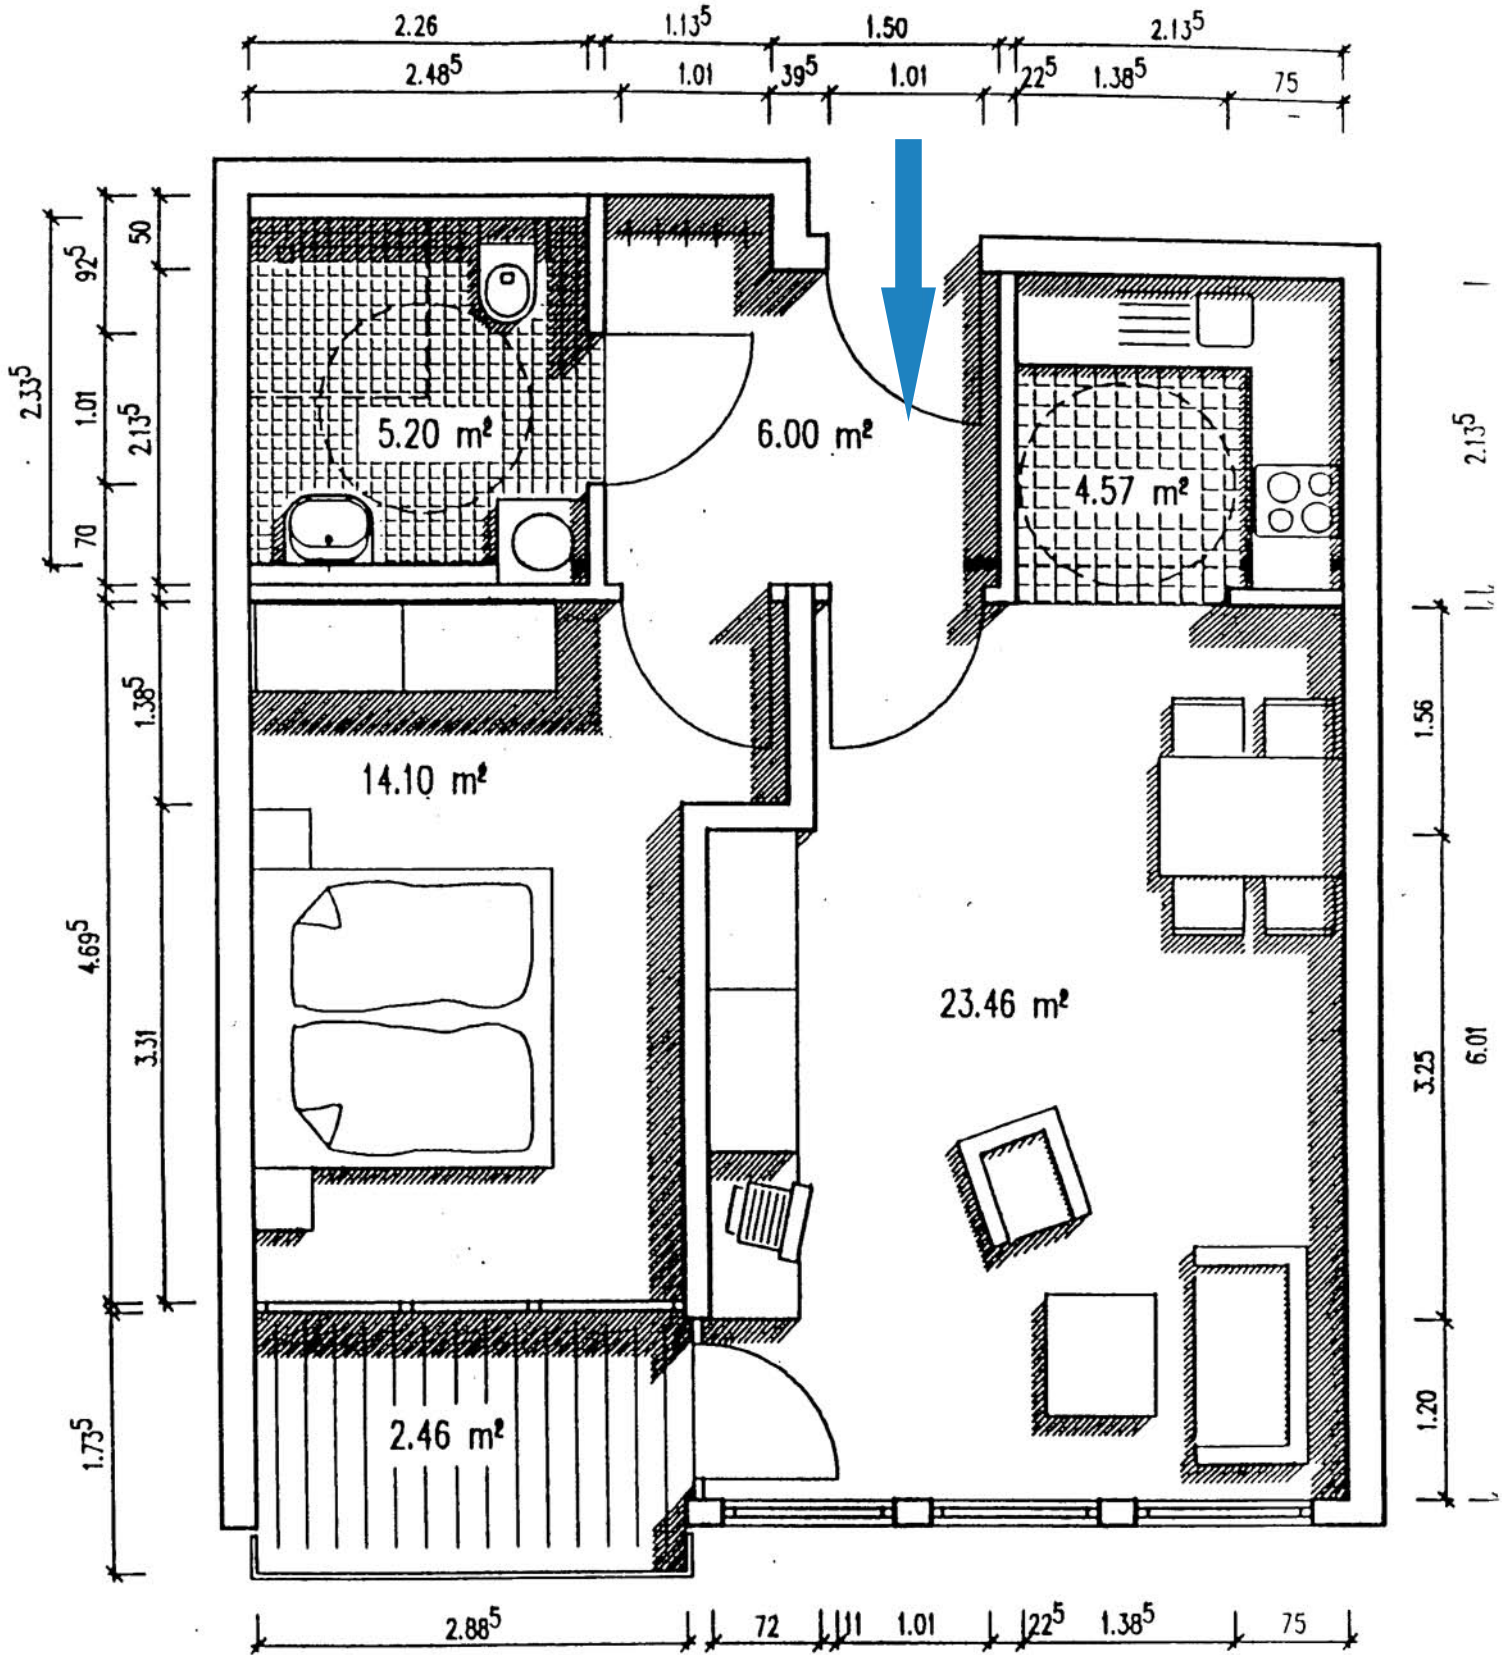 2.26 1.13⁵ 1.50 2.13⁵
2.48⁵ 1.01 39⁵ 1.01 22⁵ 1.38⁵ 75
50
92⁵
2.33⁵
1.01
2.13⁵
70
5.20 m²
6.00 m²
4.57 m²
2.13⁵
1.38⁵
14.10 m²
1.56
4.69⁵
3.31
23.46 m²
3.25
6.01
1.73⁵
2.46 m²
1.20
2.88⁵ 72 11 1.01 22⁵ 1.38⁵ 75